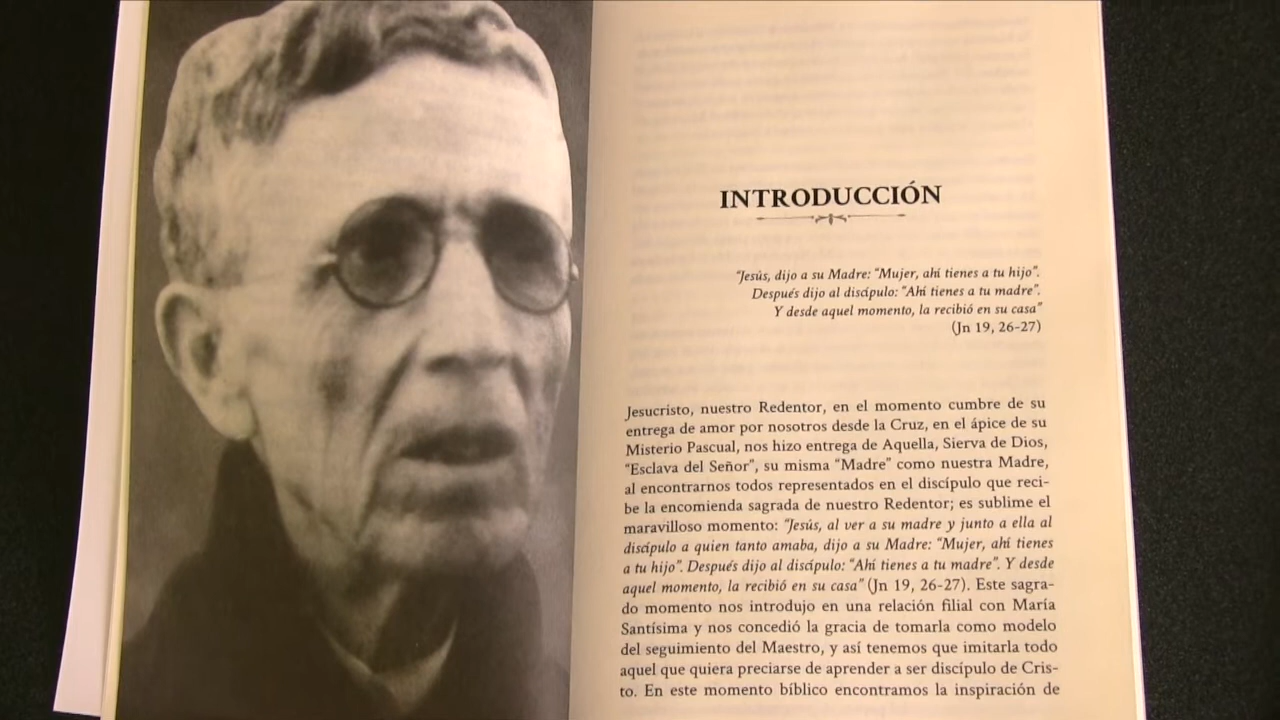 INTRODUCCIÓN
“Jesús, dijo a su Madre: “Mujer, ahí tienes a tu hijo”.
Después dijo al discípulo: “Ahí tienes a tu madre”.
Y desde aquel momento, la recibió en su casa”
(Jn 19, 26-27)
Jesucristo, nuestro Redentor, en el momento cumbre de su
entrega de amor por nosotros desde la Cruz, en el ápice de su
Misterio Pascual, nos hizo entrega de Aquella, Sierva de Dios,
“Esclava del Señor”, su misma “Madre” como nuestra Madre,
al encontrarnos todos representados en el discípulo que reci-
be la encomienda sagrada de nuestro Redentor; es sublime el
maravilloso momento: “Jesús, al ver a su madre y junto a ella al
discípulo a quien tanto amaba, dijo a su Madre: “Mujer, ahí tienes
a tu hijo”. Después dijo al discípulo: “Ahí tienes a tu madre”. Y desde
aquel momento, la recibió en su casa” (Jn 19, 26-27). Este sagra-
do momento nos introdujo en una relación filial con María
Santísima y nos concedió la gracia de tomarla como modelo
del seguimiento del Maestro, y así tenemos que imitarla todo
aquel que quiera preciarse de aprender a ser discípulo de Cris-
to. En este momento bíblico encontramos la inspiración de